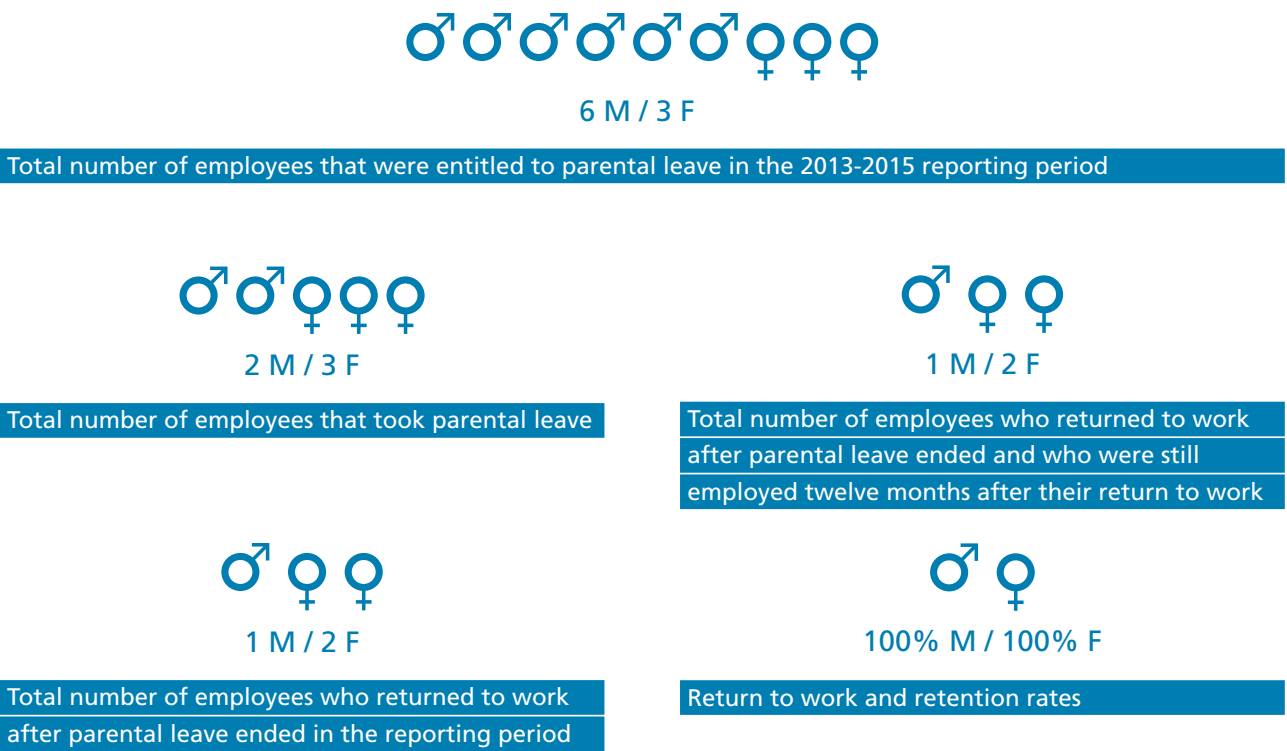 6 M / 3 F
Total number of employees that were entitled to parental leave in the 2013-2015 reporting period
2 M / 3 F
Total number of employees that took parental leave
1 M / 2 F
Total number of employees who returned to work
after parental leave ended and who were still
employed twelve months after their return to work
1 M / 2 F
Total number of employees who returned to work
after parental leave ended in the reporting period
100% M / 100% F
Return to work and retention rates